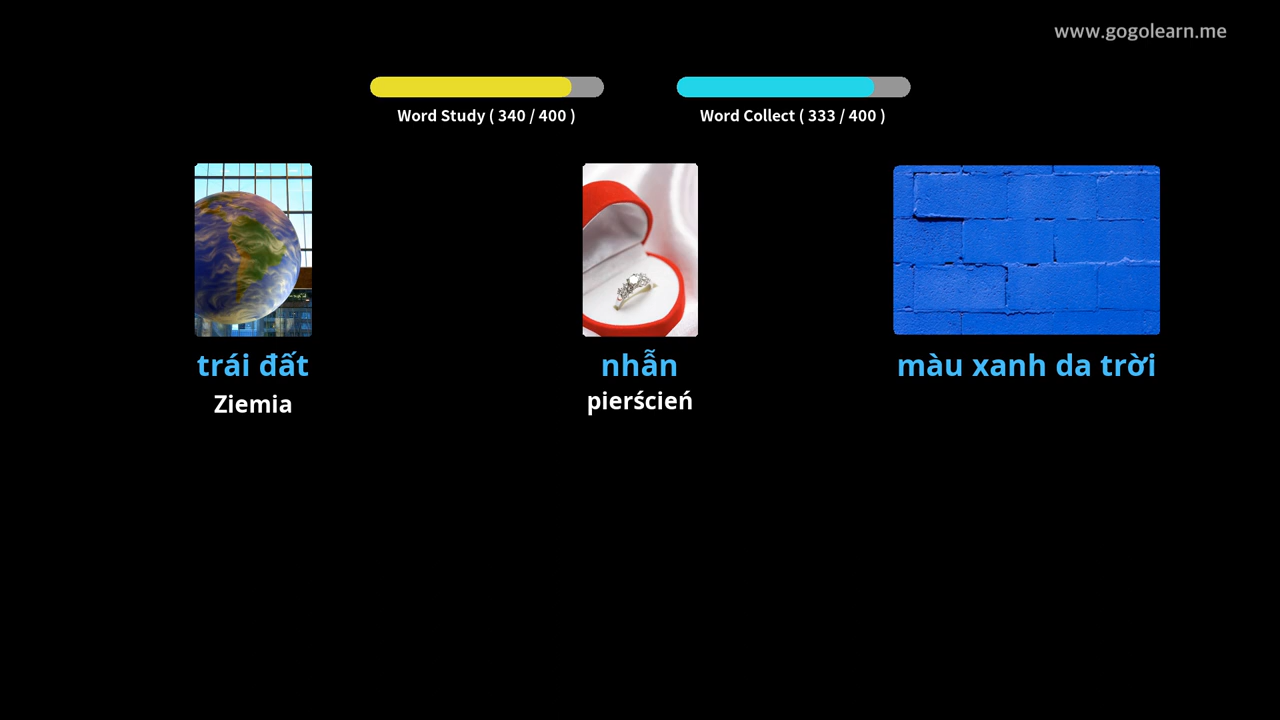 www.gogolearn.me
Word Study ( 340 / 400 )
Word Collect ( 333 / 400 )
trái đất
Ziemia
nhẫn
pierścień
màu xanh da trời